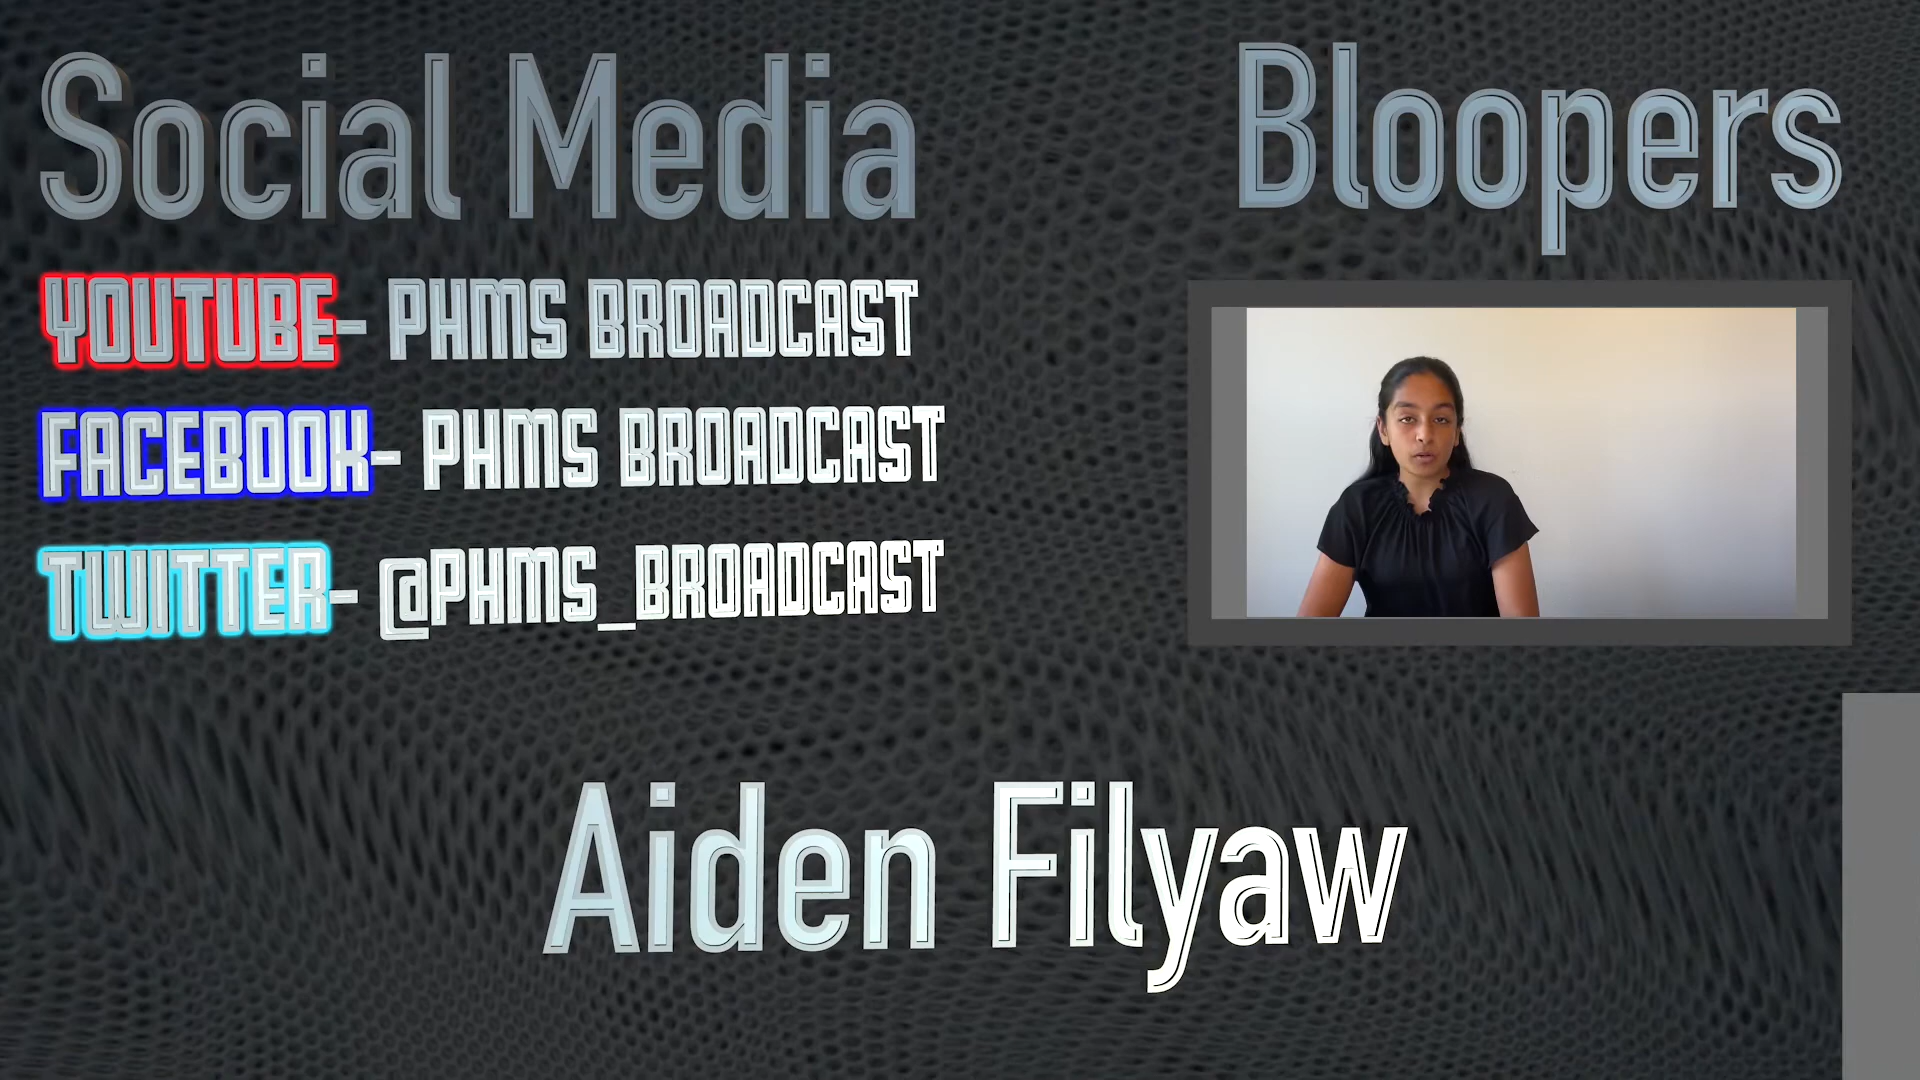 Social Media
YOUTUBE- PHMS BROADCAST
FACEBOOK- PHMS BROADCAST
TWITTER- @PHMS_BROADCAST
Bloopers
Aiden Filyaw